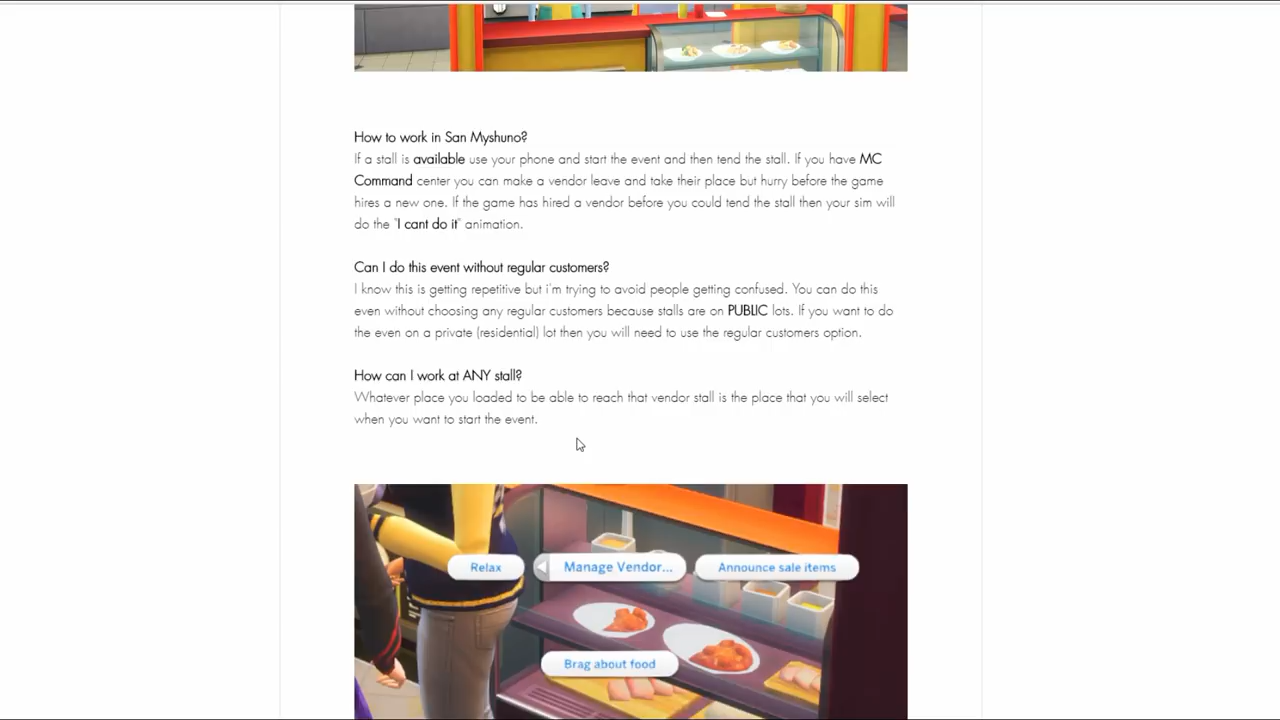 How to work in San Myshuno?
If a stall is available use your phone and start the event and then tend the stall. If you have MC
Command center you can make a vendor leave and take their place but hurry before the game
hires a new one. If the game has hired a vendor before you could tend the stall then your sim will
do the "I cant do it" animation.
Can I do this event without regular customers?
I know this is getting repetitive but i'm trying to avoid people getting confused. You can do this
even without choosing any regular customers because stalls are on PUBLIC lots. If you want to do
the even on a private (residential) lot then you will need to use the regular customers option.
How can I work at ANY stall?
Whatever place you loaded to be able to reach that vendor stall is the place that you will select
when you want to start the event.
Relax
Manage Vendor...
Announce sale items
Brag about food